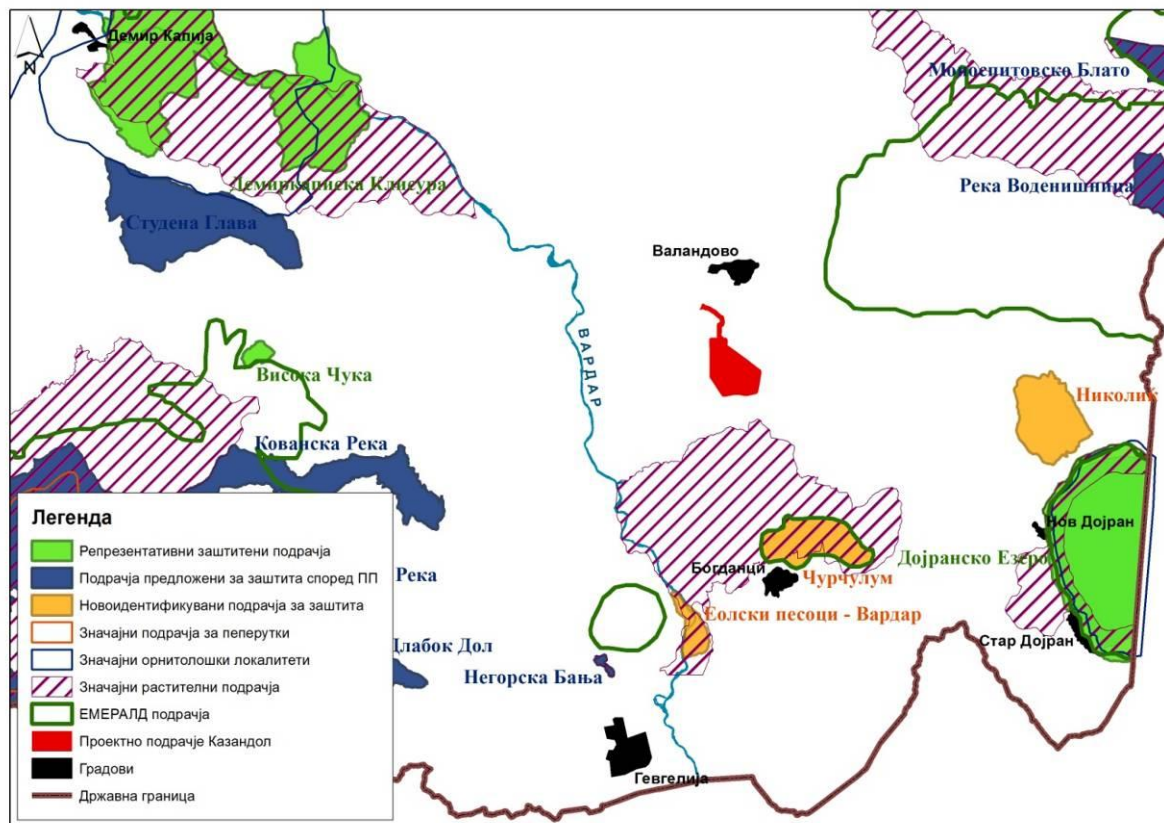 Демир Капија
N
Моноспитовско Блато
Демиркаписка Клисура
Река Воденишница
Студена Глава
Валандово
ВАРДАР
Висока Чука
Николиќ
Кованска Река
Нов Дојран
Дојранско Езеро
Богданци
Чурчулум
Еолски песоци - Вардар
Стар Дојран
Река
Длабок Дол
Негорска Бања
Гевгелија
Легенда
Репрезентативни заштитени подрачја
Подрачја предложени за заштита според ПП
Новоидентификувани подрачја за заштита
Значајни подрачја за пеперутки
Значајни орнитолошки локалитети
Значајни растителни подрачја
ЕМЕРАЛД подрачја
Проектно подрачје Казандол
Градови
Државна граница